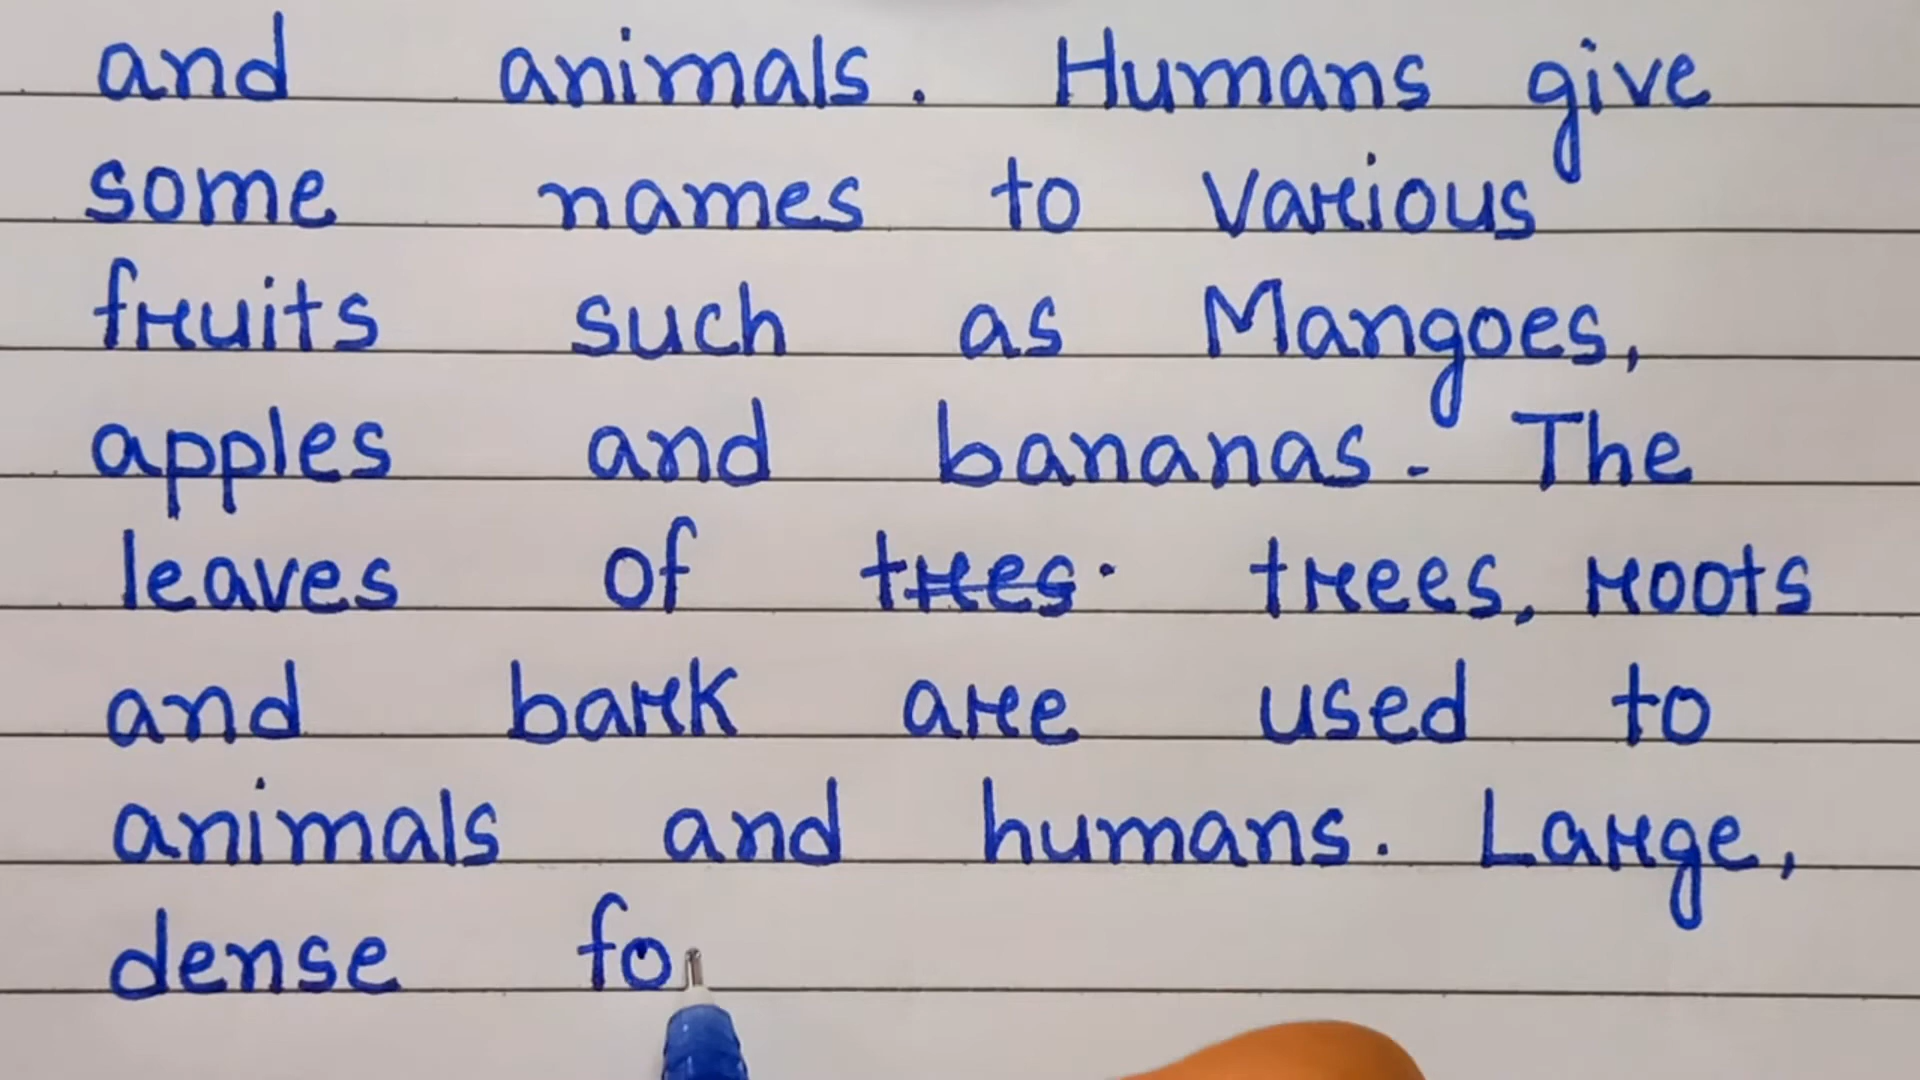 and animals. Humans give
some names to various
fruits such as Mangoes,
apples and bananas. The
leaves of trees. trees, roots
and bark are used to
animals and humans. Large,
dense fo